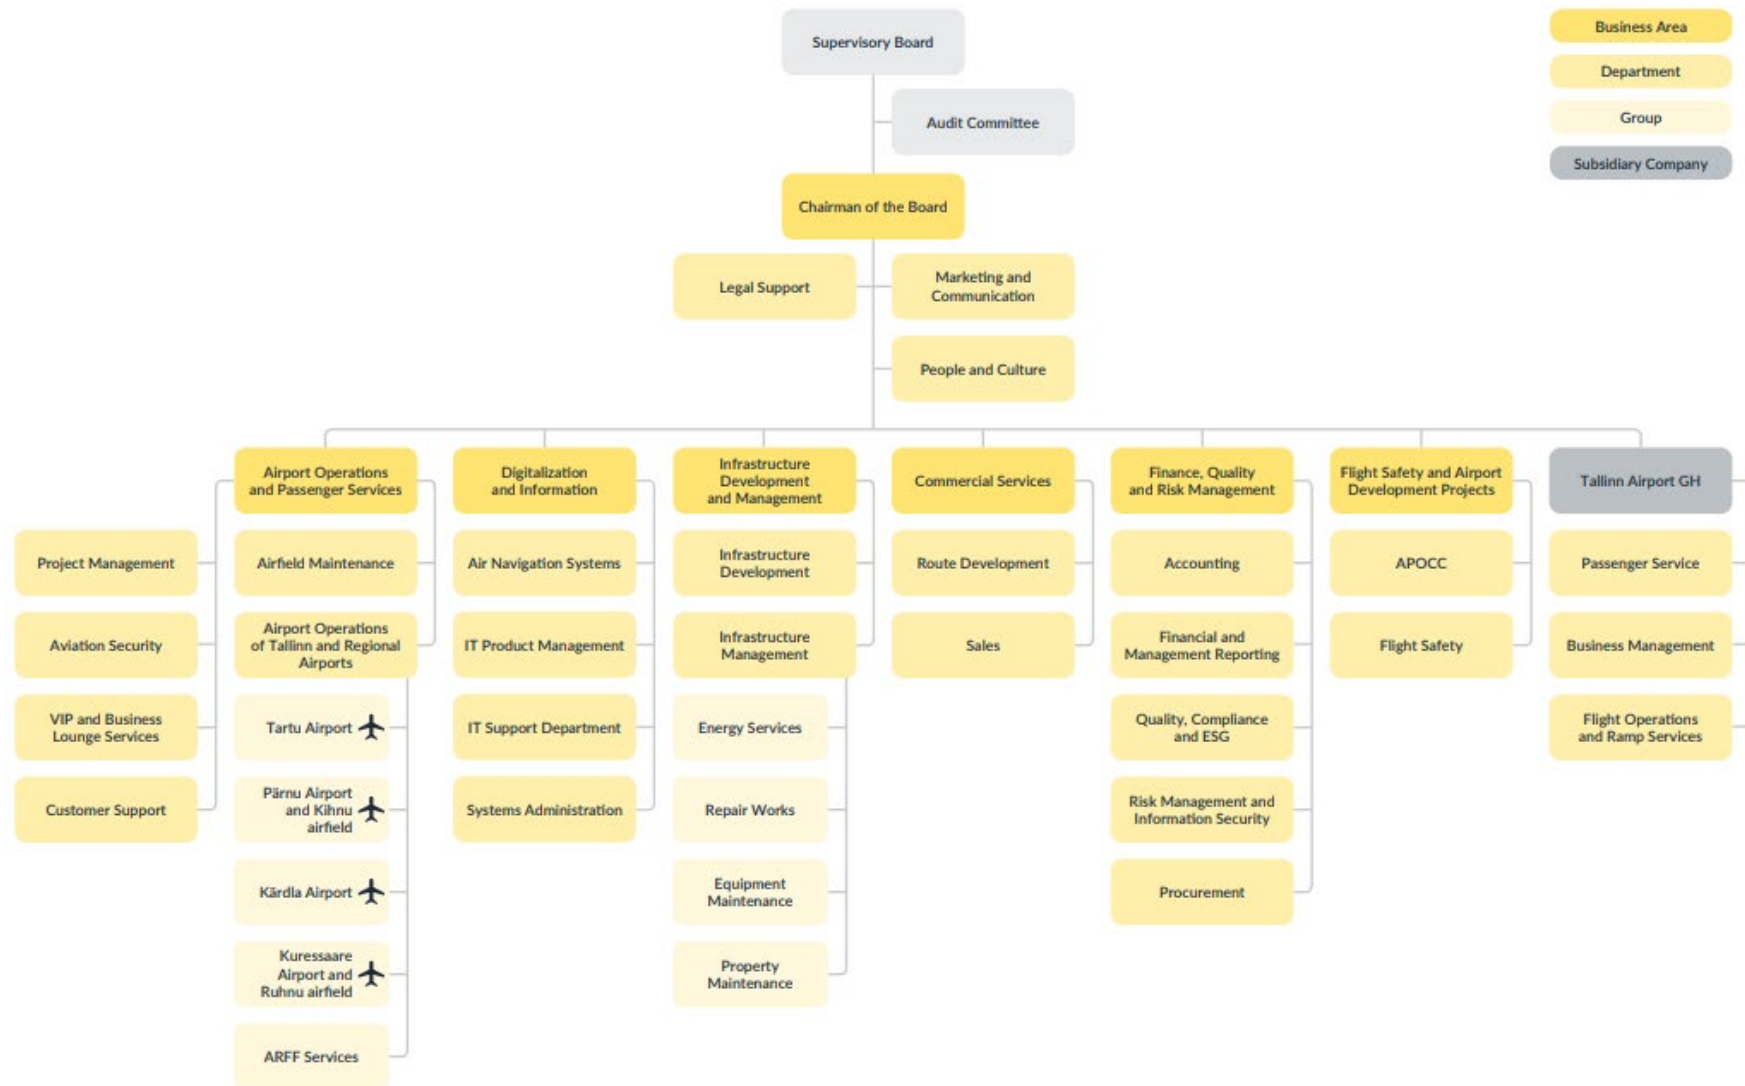 Supervisory Board
Audit Committee
Chairman of the Board
Legal Support
Marketing and
Communication
People and Culture
Business Area
Department
Group
Subsidiary Company
Airport Operations
and Passenger Services
Project Management
Aviation Security
VIP and Business
Lounge Services
Customer Support
Airfield Maintenance
Airport Operations
of Tallinn and Regional
Airports
Tartu Airport
Pärnu Airport
and Kihnu
airfield
Kärdla Airport
Kuressaare
Airport and
Ruhnu airfield
ARFF Services
Digitalization
and Information
Air Navigation Systems
IT Product Management
IT Support Department
Systems Administration
Infrastructure
Development
and Management
Infrastructure
Development
Infrastructure
Management
Energy Services
Repair Works
Equipment
Maintenance
Property
Maintenance
Commercial Services
Route Development
Sales
Finance, Quality
and Risk Management
Accounting
Financial and
Management Reporting
Quality, Compliance
and ESG
Risk Management and
Information Security
Procurement
Flight Safety and Airport
Development Projects
APOCC
Flight Safety
Tallinn Airport GH
Passenger Service
Business Management
Flight Operations
and Ramp Services